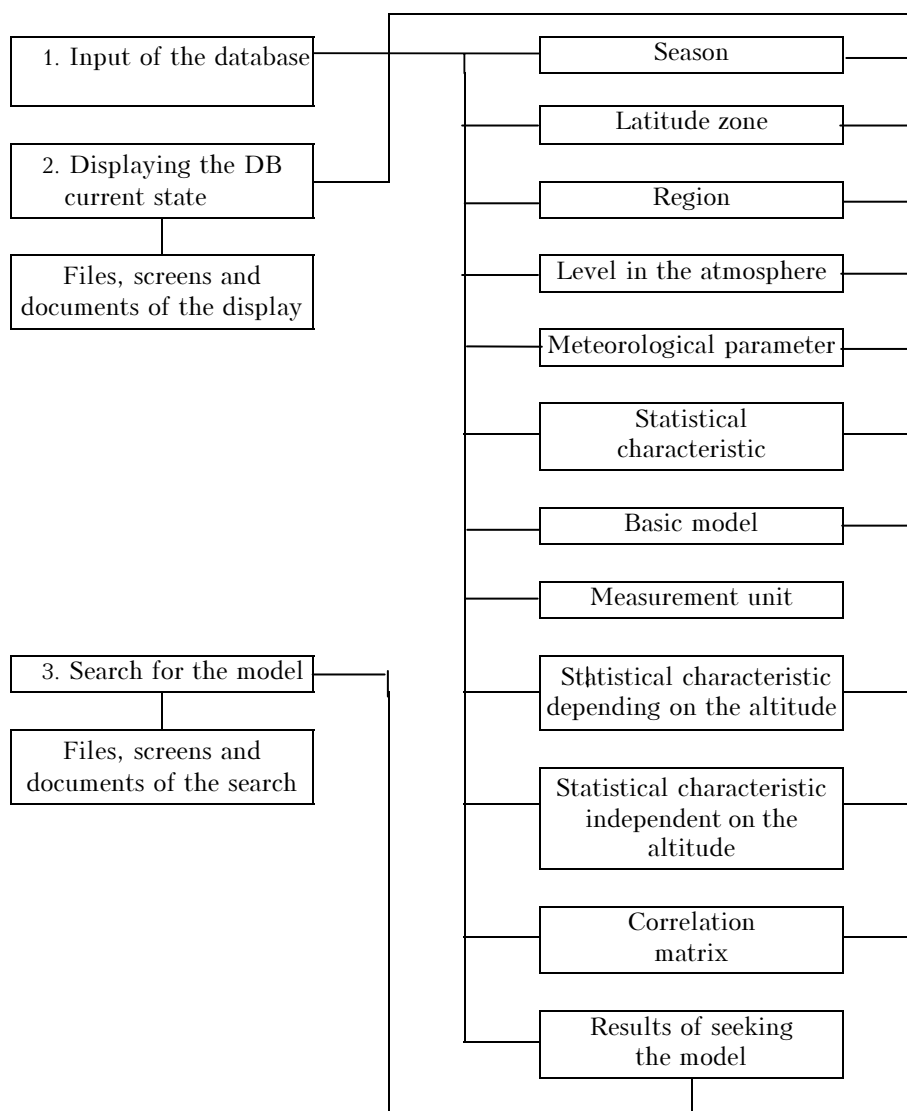 1. Input of the database
2. Displaying the DB
current state
Files, screens and
documents of the display
3. Search for the model
Files, screens and
documents of the search
Season
Latitude zone
Region
Level in the atmosphere
Meteorological parameter
Statistical
characteristic
Basic model
Measurement unit
Statistical characteristic
depending on the altitude
Statistical characteristic
independent on the
altitude
Correlation
matrix
Results of seeking
the model